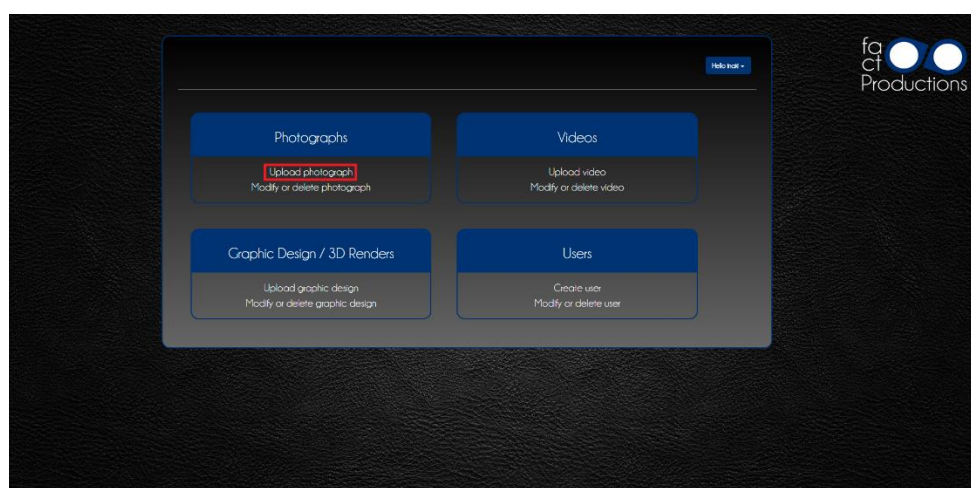 fa
ct
Productions
Hello Inaki
Photographs
Upload photograph
Modify or delete photograph
Videos
Upload video
Modify or delete video
Graphic Design / 3D Renders
Upload graphic design
Modify or delete graphic design
Users
Create user
Modify or delete user